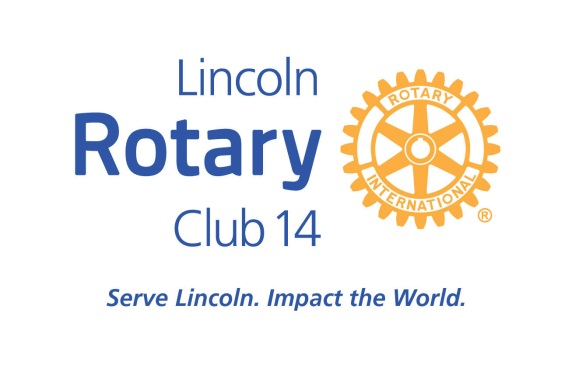 Lincoln
Rotary
Club 14
ROTARY
INTERNATIONAL
®
Serve Lincoln. Impact the World.